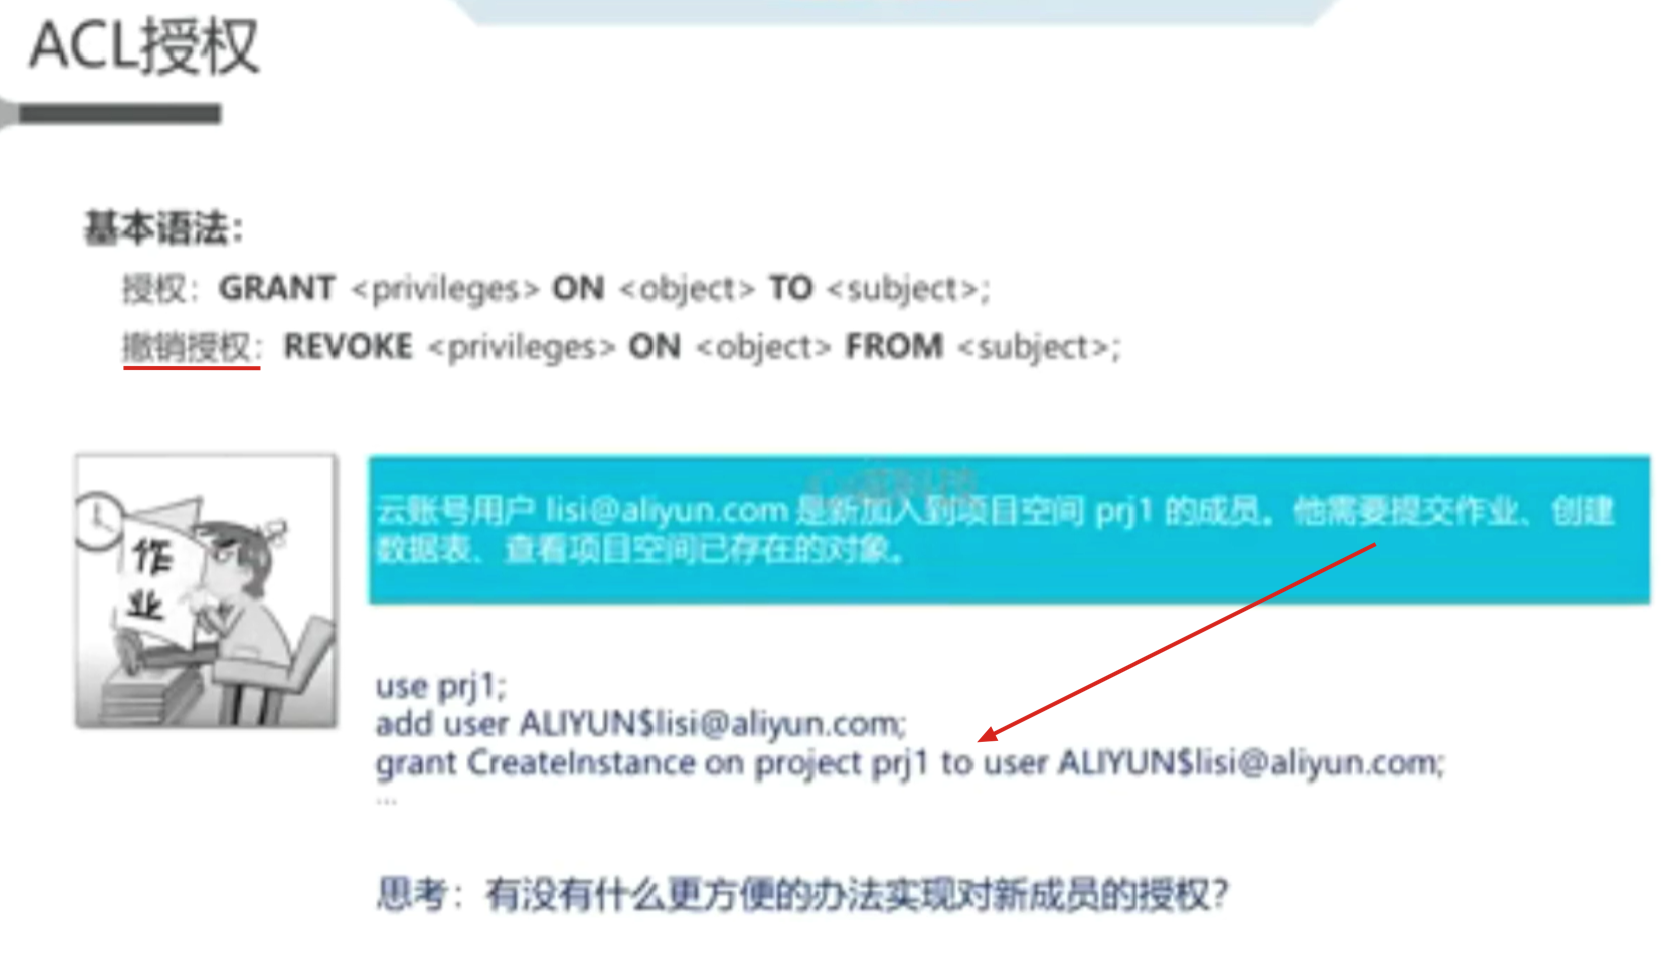 ACL授权
基本语法：
授权：GRANT <privileges> ON <object> TO <subject>;
撤销授权：REVOKE <privileges> ON <object> FROM <subject>;
作
业
云账号用户 lisi@aliyun.com 是新加入到项目空间 prj1 的成员。他需要提交作业、创建
数据表、查看项目空间已存在的对象。
use prj1;
add user ALIYUN$lisi@aliyun.com;
grant CreateInstance on project prj1 to user ALIYUN$lisi@aliyun.com;
...
思考：有没有什么更方便的办法实现对新成员的授权？